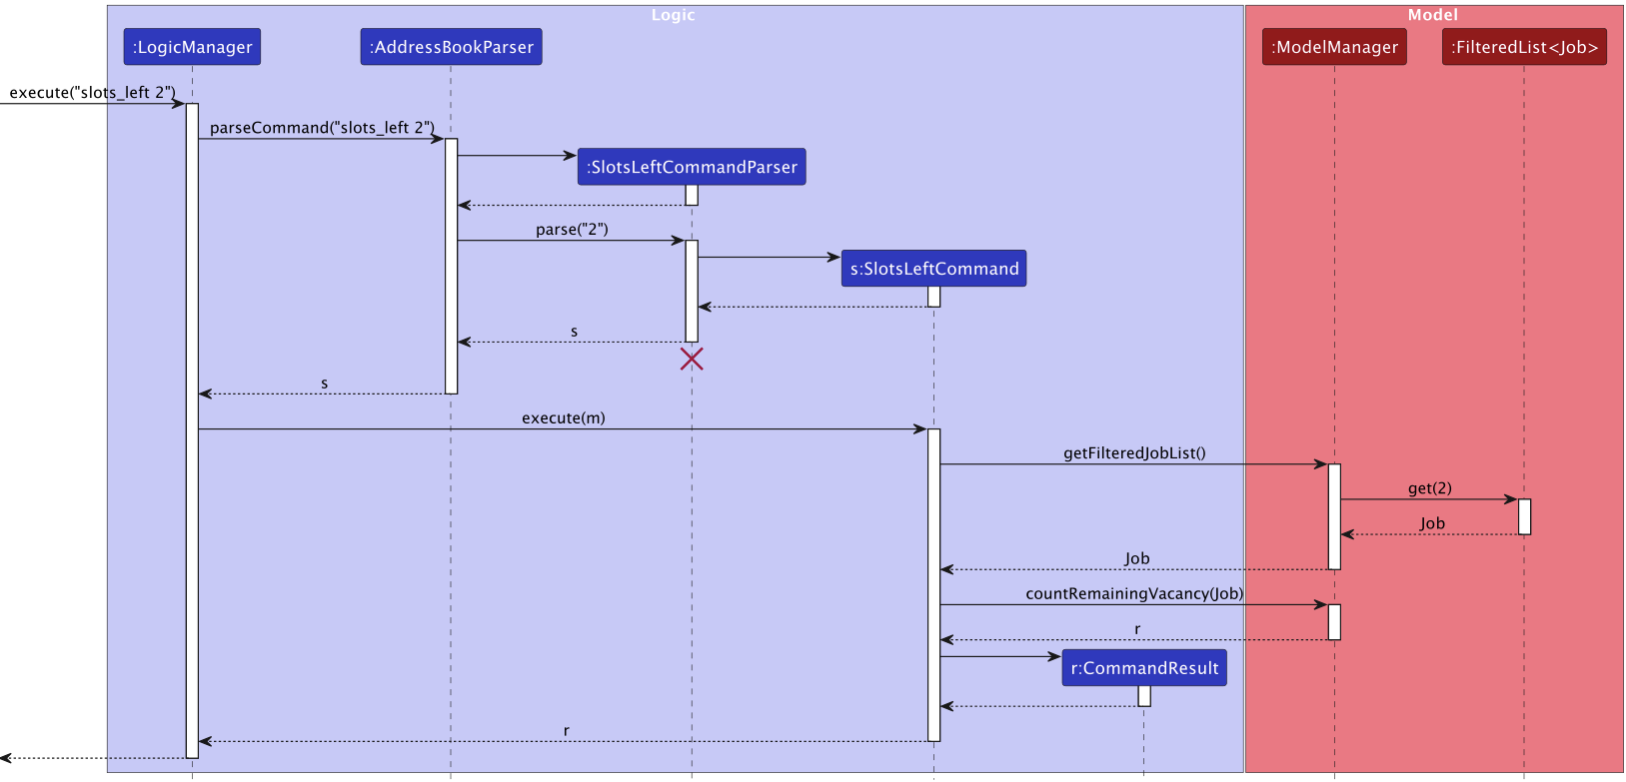 Logic
Model
:LogicManager
:AddressBookParser
:ModelManager
:FilteredList<Job>
execute("slots_left 2")
parseCommand("slots_left 2")
:SlotsLeftCommandParser
parse("2")
s:SlotsLeftCommand
s
s
execute(m)
getFilteredJobList()
get(2)
Job
Job
countRemainingVacancy(Job)
r
r:CommandResult
r